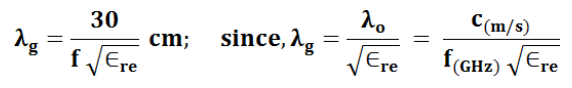 λg = 30 / f √∈re cm; since, λg = λo / √∈re = c(m/s) / f(GHz) √∈re